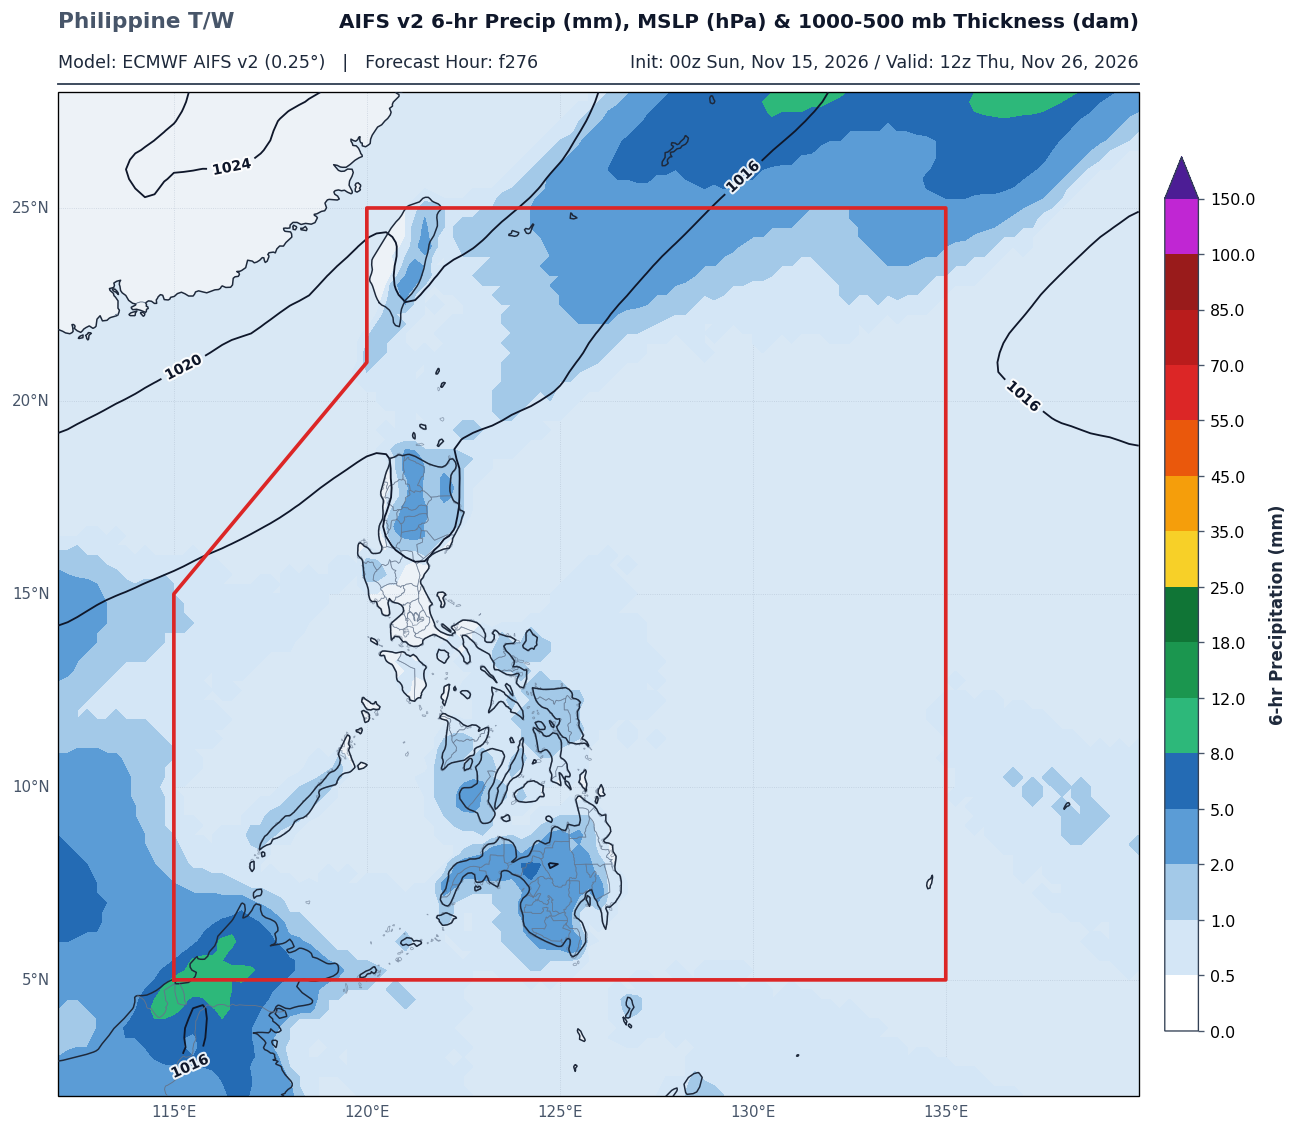 Philippine T/W
AIFS v2 6-hr Precip (mm), MSLP (hPa) & 1000-500 mb Thickness (dam)
Model: ECMWF AIFS v2 (0.25°)   |   Forecast Hour: f276
Init: 00z Sun, Nov 15, 2026 / Valid: 12z Thu, Nov 26, 2026
1024
1016
1020
1016
1016
25°N
20°N
15°N
10°N
5°N
115°E
120°E
125°E
130°E
135°E
150.0
100.0
85.0
70.0
55.0
45.0
35.0
25.0
18.0
12.0
8.0
5.0
2.0
1.0
0.5
0.0
6-hr Precipitation (mm)